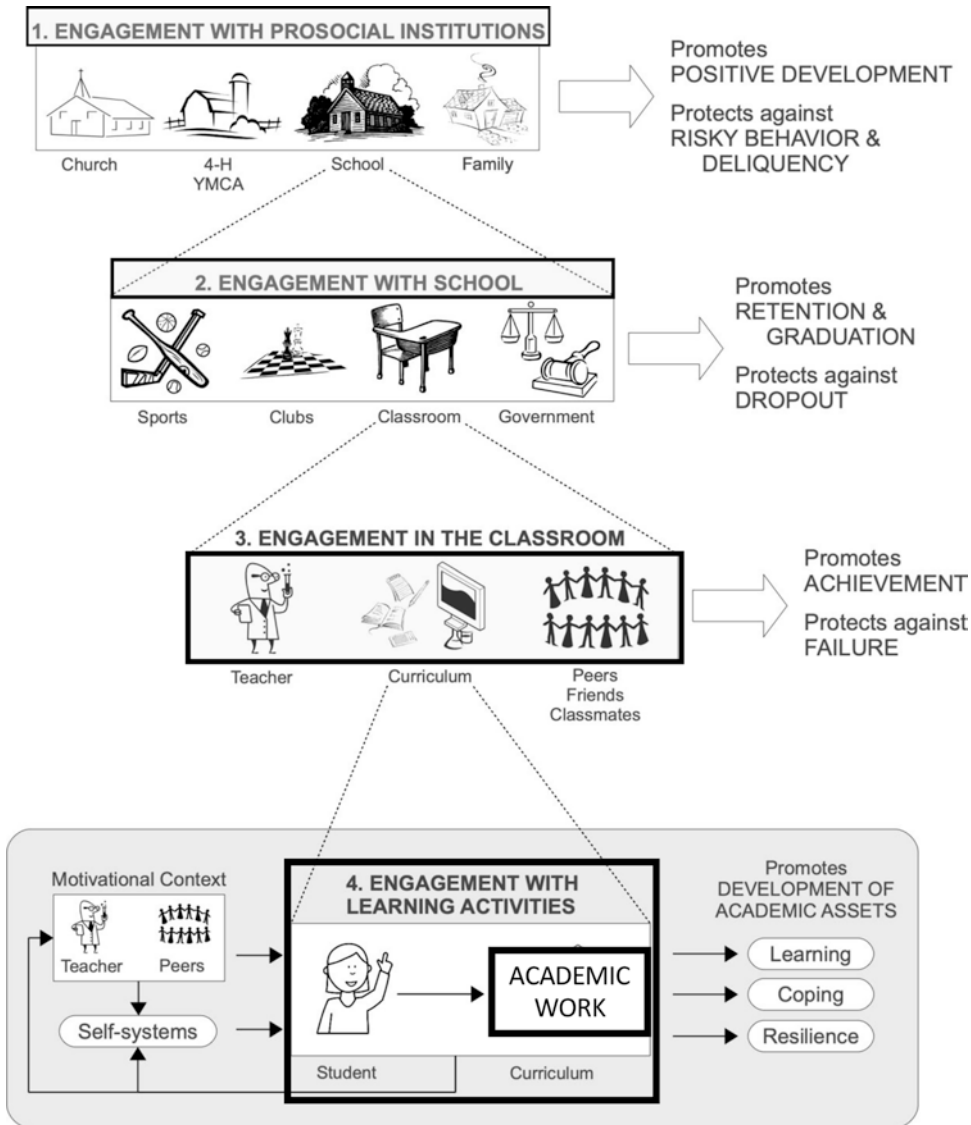 1. ENGAGEMENT WITH PROSOCIAL INSTITUTIONS
Church
4-H
YMCA
School
Family
Promotes
POSITIVE DEVELOPMENT
Protects against
RISKY BEHAVIOR &
DELIQUENCY
2. ENGAGEMENT WITH SCHOOL
Sports
Clubs
Classroom
Government
Promotes
RETENTION &
GRADUATION
Protects against
DROPOUT
3. ENGAGEMENT IN THE CLASSROOM
Teacher
Curriculum
Peers
Friends
Classmates
Promotes
ACHIEVEMENT
Protects against
FAILURE
Motivational Context
Teacher
Peers
Self-systems
4. ENGAGEMENT WITH
LEARNING ACTIVITIES
ACADEMIC
WORK
Student
Curriculum
Promotes
DEVELOPMENT OF
ACADEMIC ASSETS
Learning
Coping
Resilience